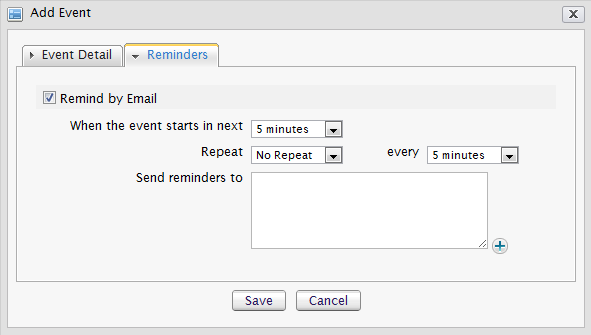 Add Event
Event Detail Reminders
Remind by Email
When the event starts in next 5 minutes
Repeat No Repeat every 5 minutes
Send reminders to
Save Cancel